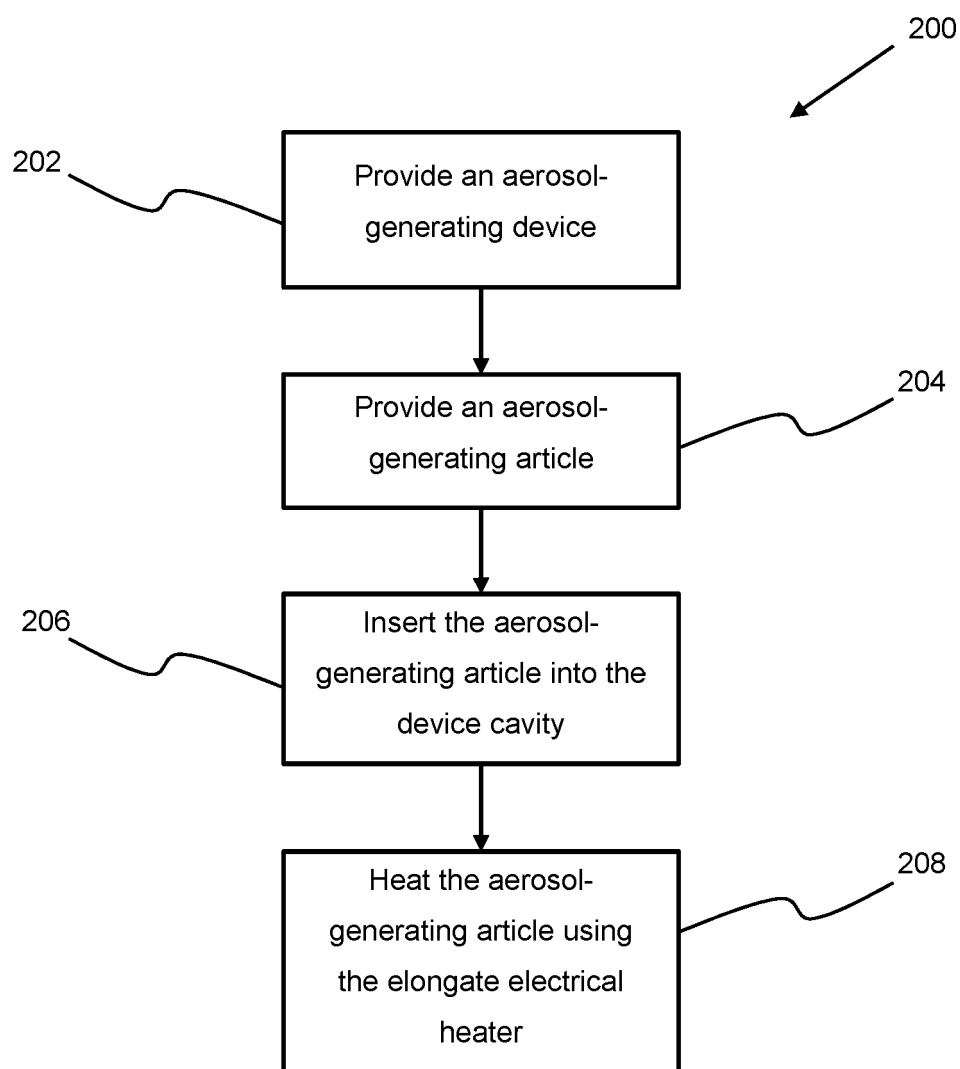 200
202
Provide an aerosol-
generating device
204
Provide an aerosol-
generating article
206
Insert the aerosol-
generating article into the
device cavity
208
Heat the aerosol-
generating article using
the elongate electrical
heater